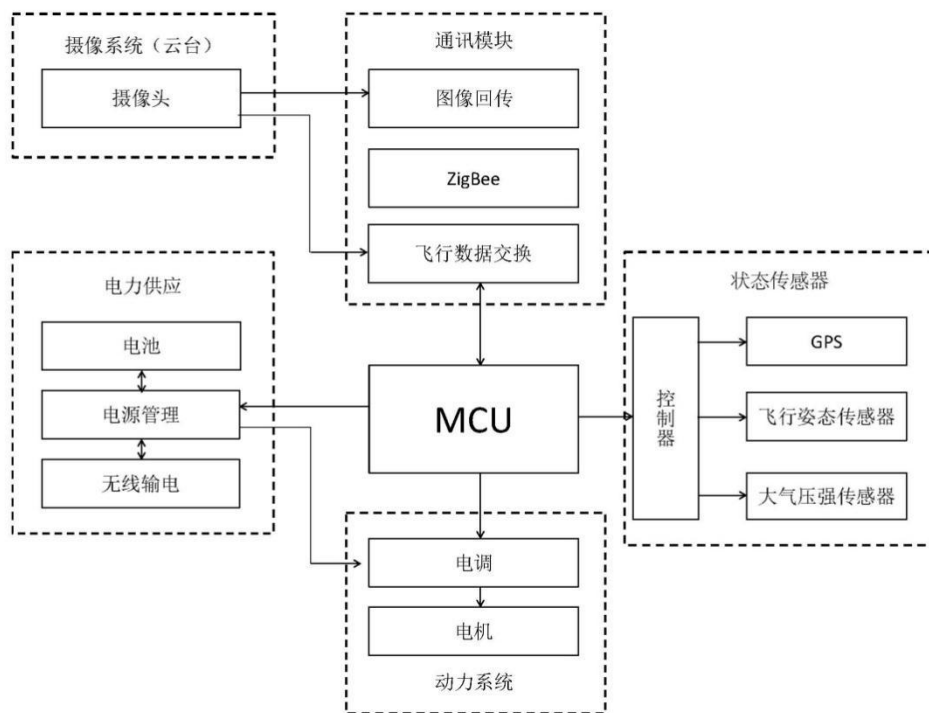 摄像系统（云台）
摄像头
通讯模块
图像回传
ZigBee
飞行数据交换
电力供应
电池
电源管理
无线输电
MCU
状态传感器
控制器
GPS
飞行姿态传感器
大气压强传感器
电调
电机
动力系统